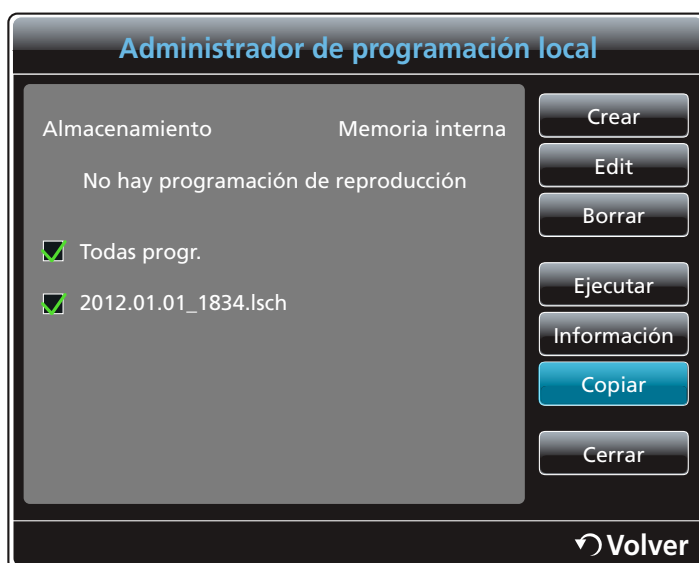 Administrador de programación local
Almacenamiento Memoria interna
No hay programación de reproducción
Todas progr.
2012.01.01_1834.lsch
Crear
Edit
Borrar
Ejecutar
Información
Copiar
Cerrar
Volver